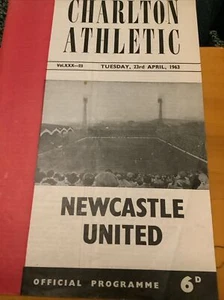 CHARLTON
ATHLETIC
TUESDAY, 23rd APRIL, 1963
NEWCASTLE
UNITED
OFFICIAL PROGRAMME 6D